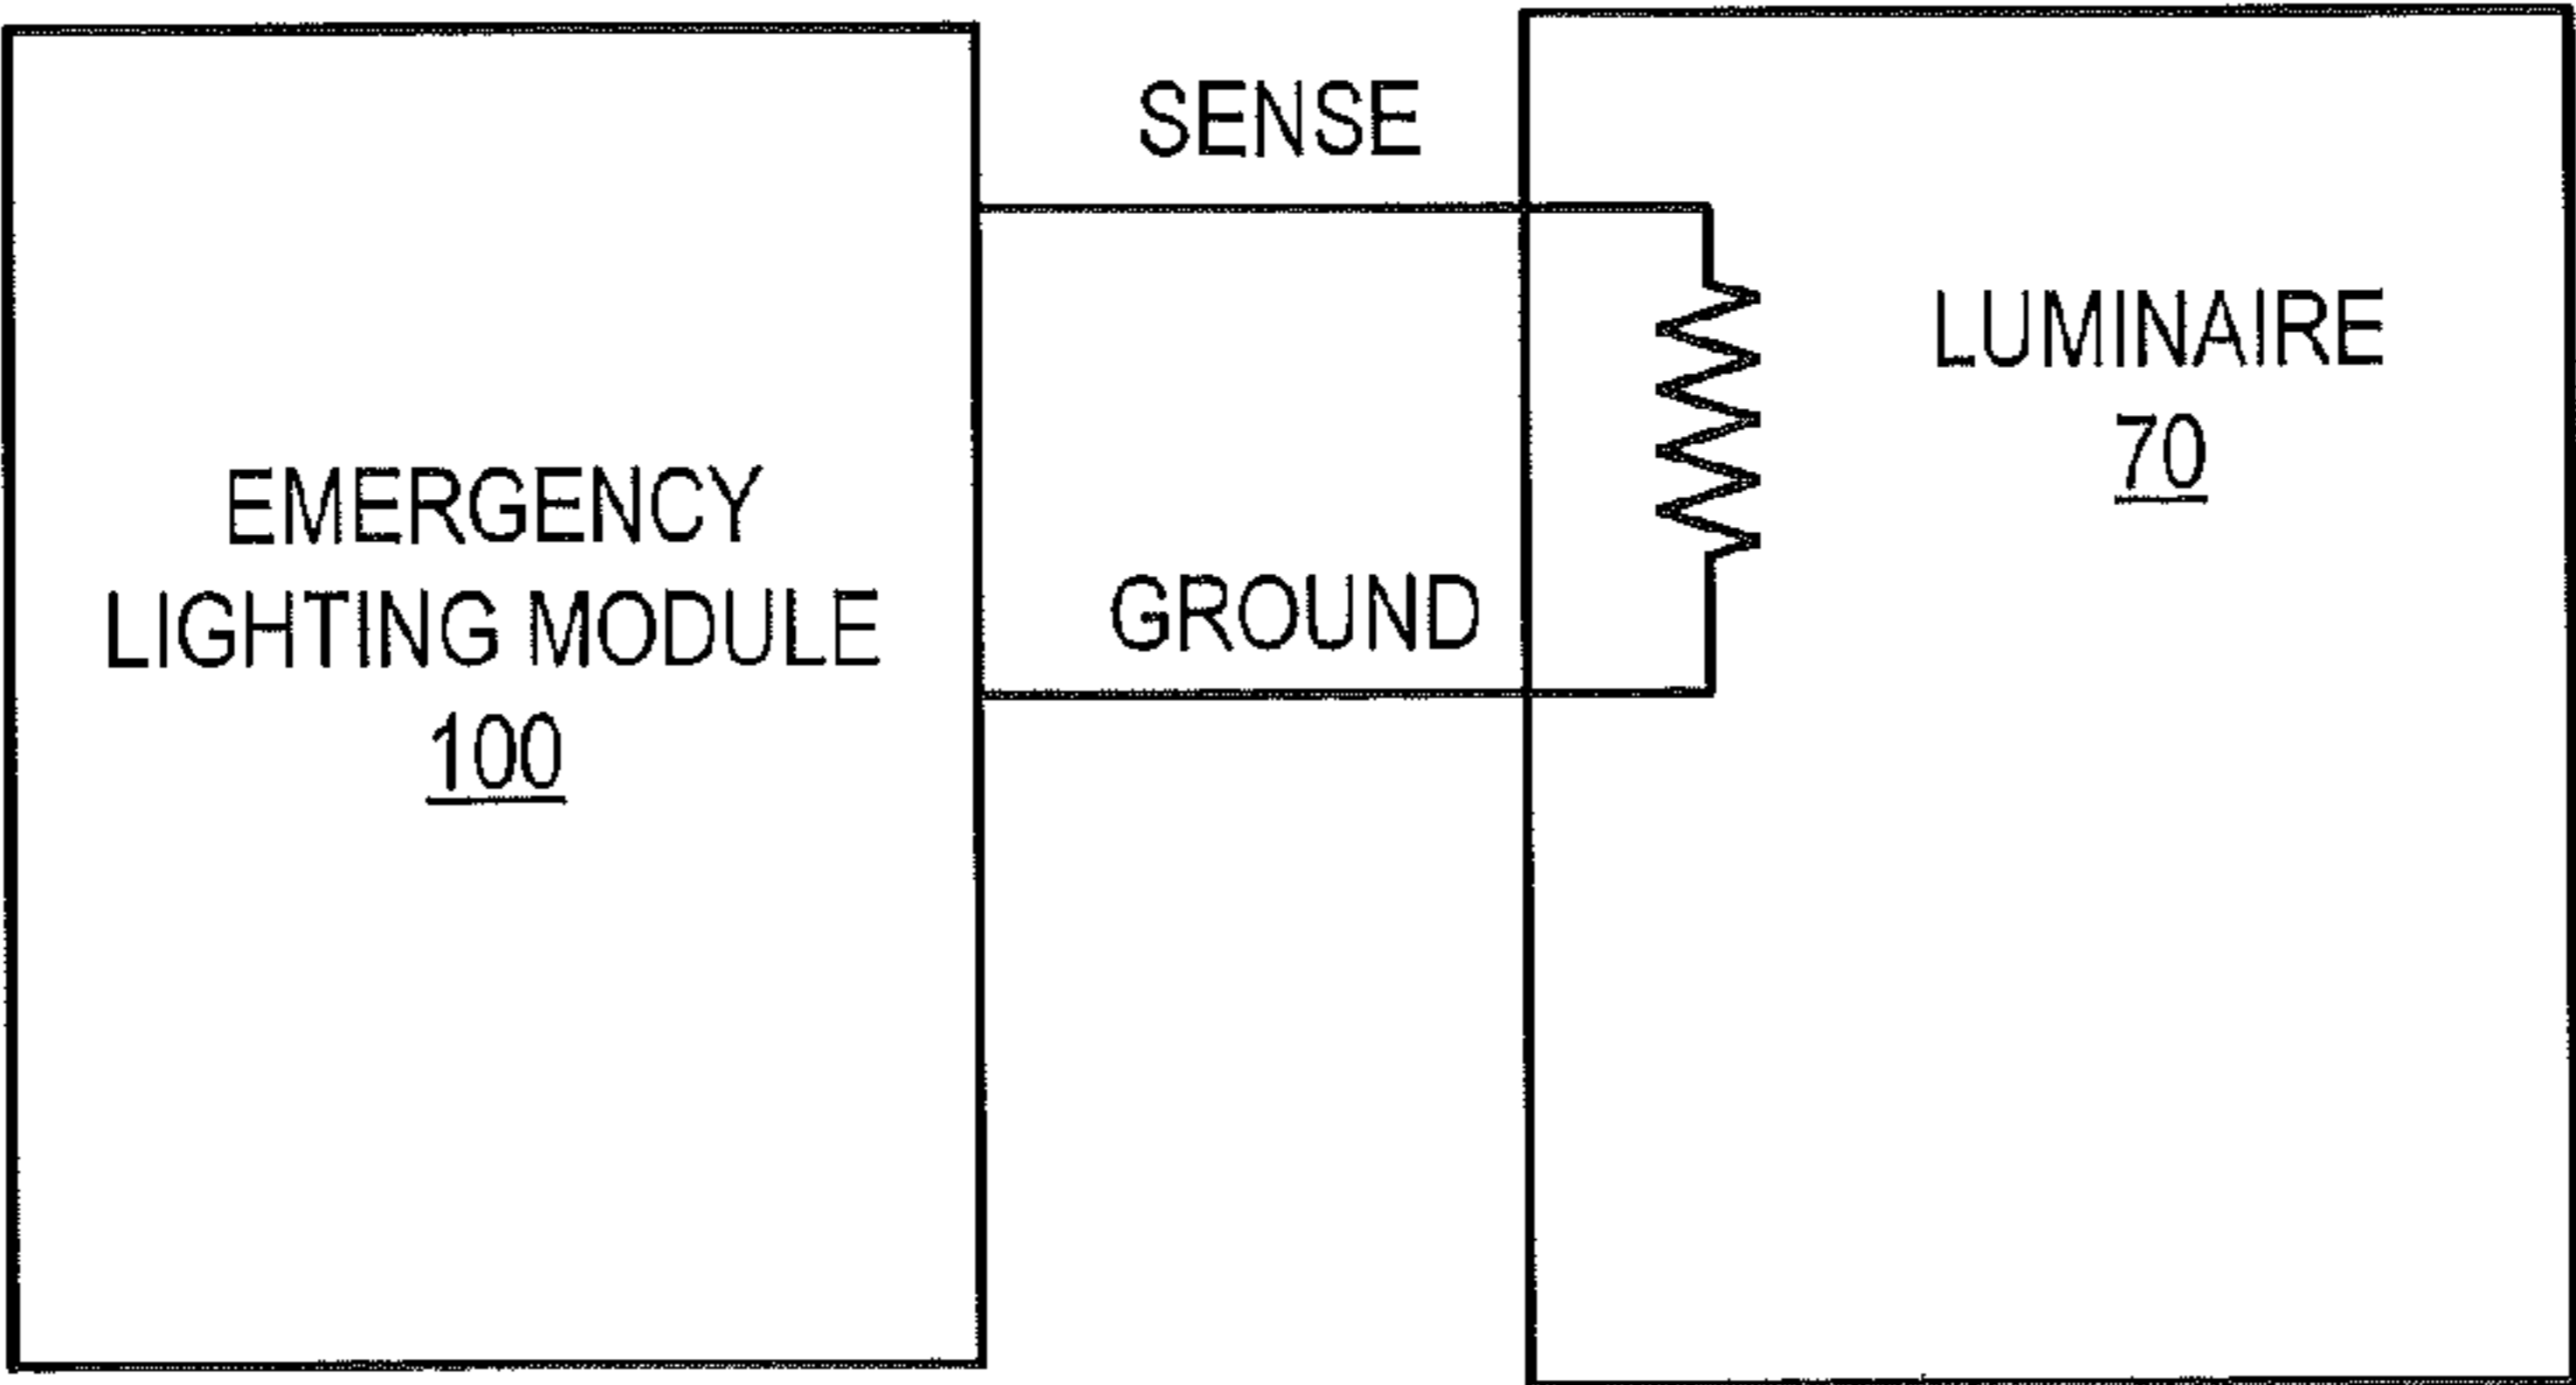 SENSE
LUMINAIRE
70
EMERGENCY
LIGHTING MODULE
100
GROUND